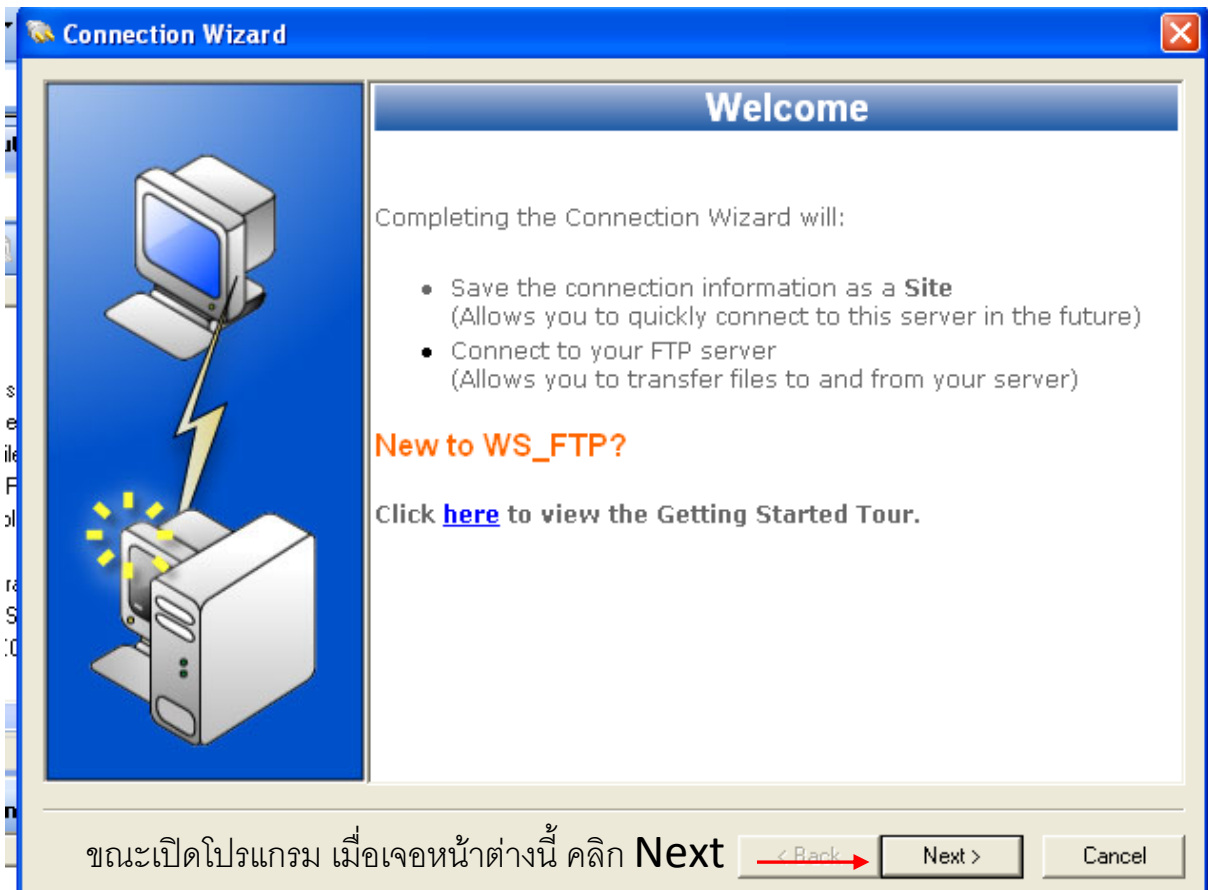 Connection Wizard
Welcome
Completing the Connection Wizard will:
• Save the connection information as a Site
(Allows you to quickly connect to this server in the future)
• Connect to your FTP server
(Allows you to transfer files to and from your server)
New to WS_FTP?
Click here to view the Getting Started Tour.
ขณะเปิดโปรแกรม เมื่อเจอหน้าต่างนี้ คลิก Next
< Back Next > Cancel